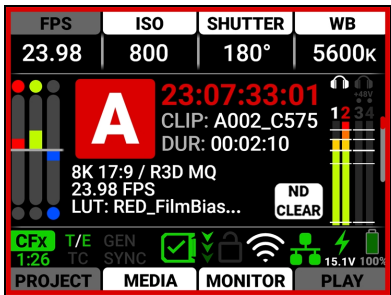 FPS ISO SHUTTER WB
23.98 800 180° 5600K
A
23:07:33:01
CLIP: A002_C575
DUR: 00:02:10
+48V
1 2 3 4
8K 17:9 / R3D MQ
23.98 FPS
LUT: RED_FilmBias...
ND CLEAR
CFx T/E GEN
1:26 TC SYNC
15.1V 100%
PROJECT MEDIA MONITOR PLAY